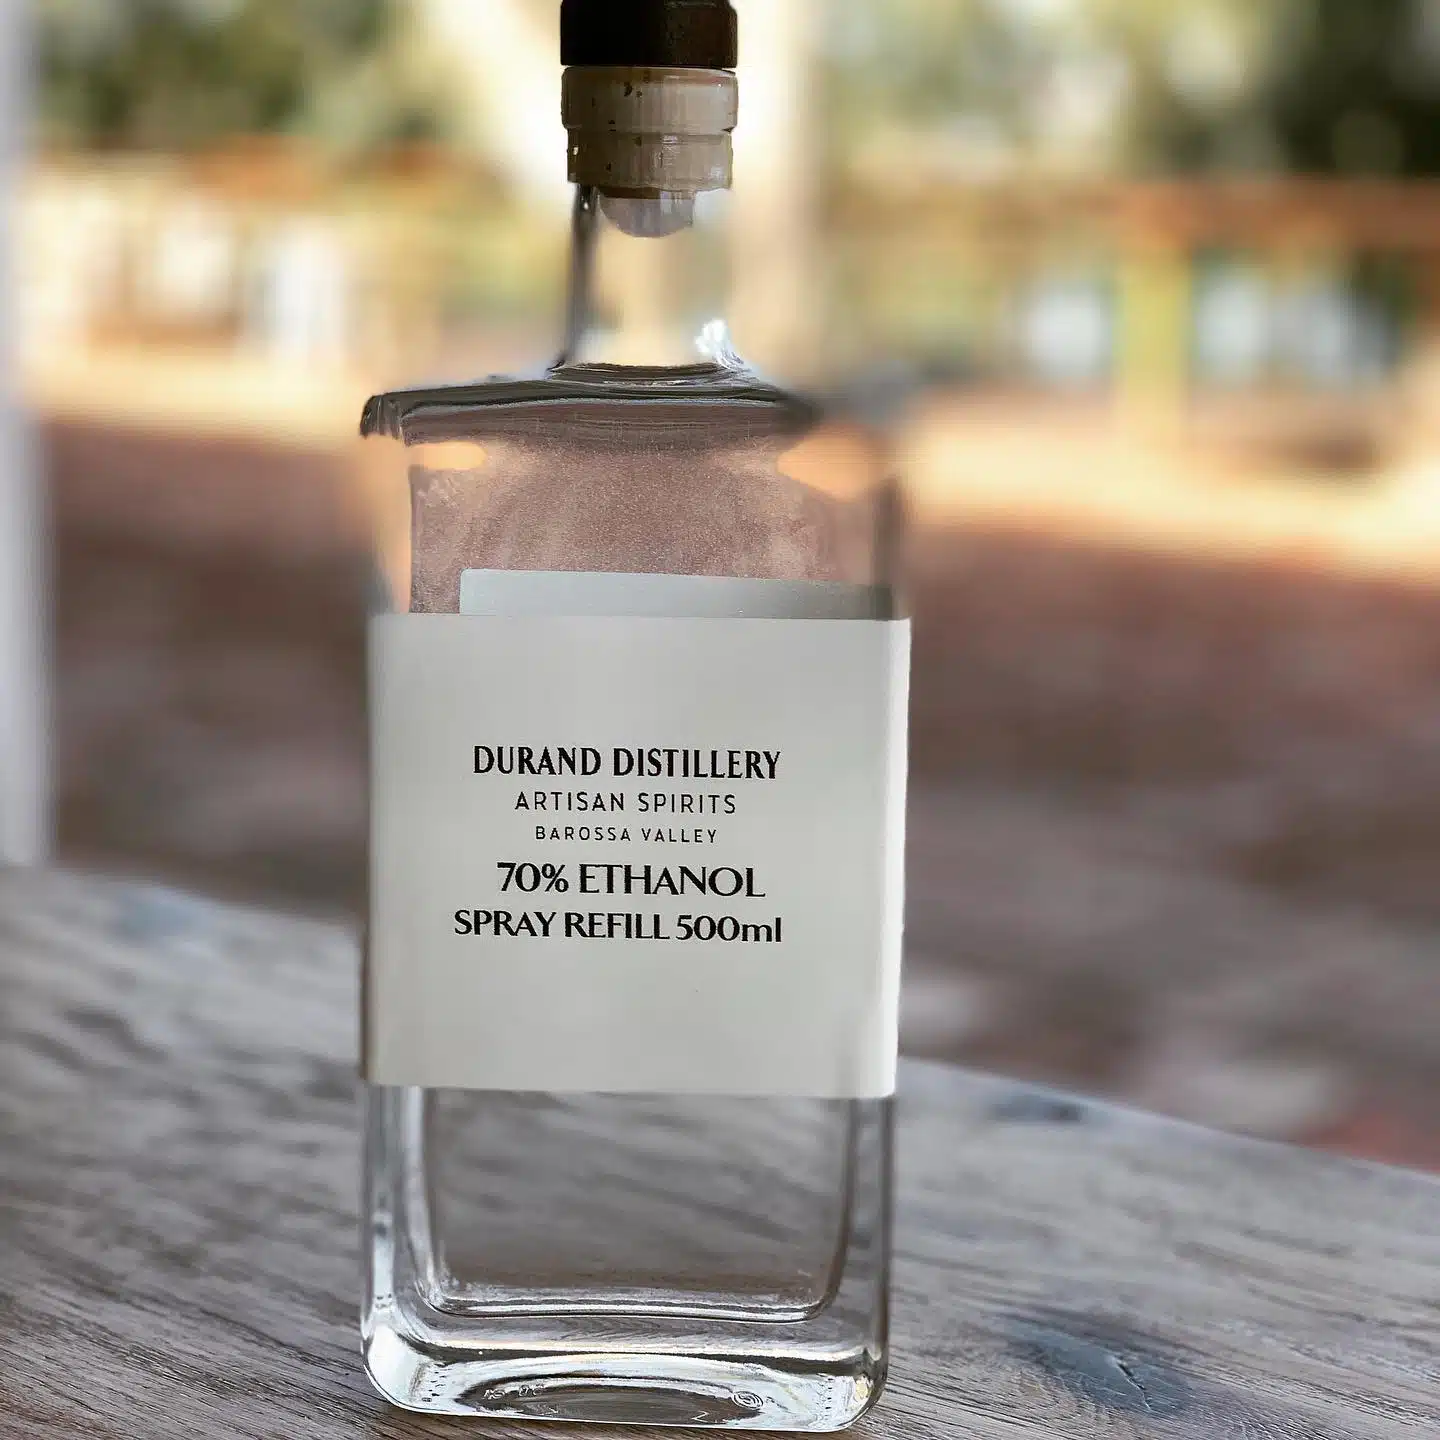 DURAND DISTILLERY
ARTISAN SPIRITS
BAROSSA VALLEY
70% ETHANOL
SPRAY REFILL 500ml